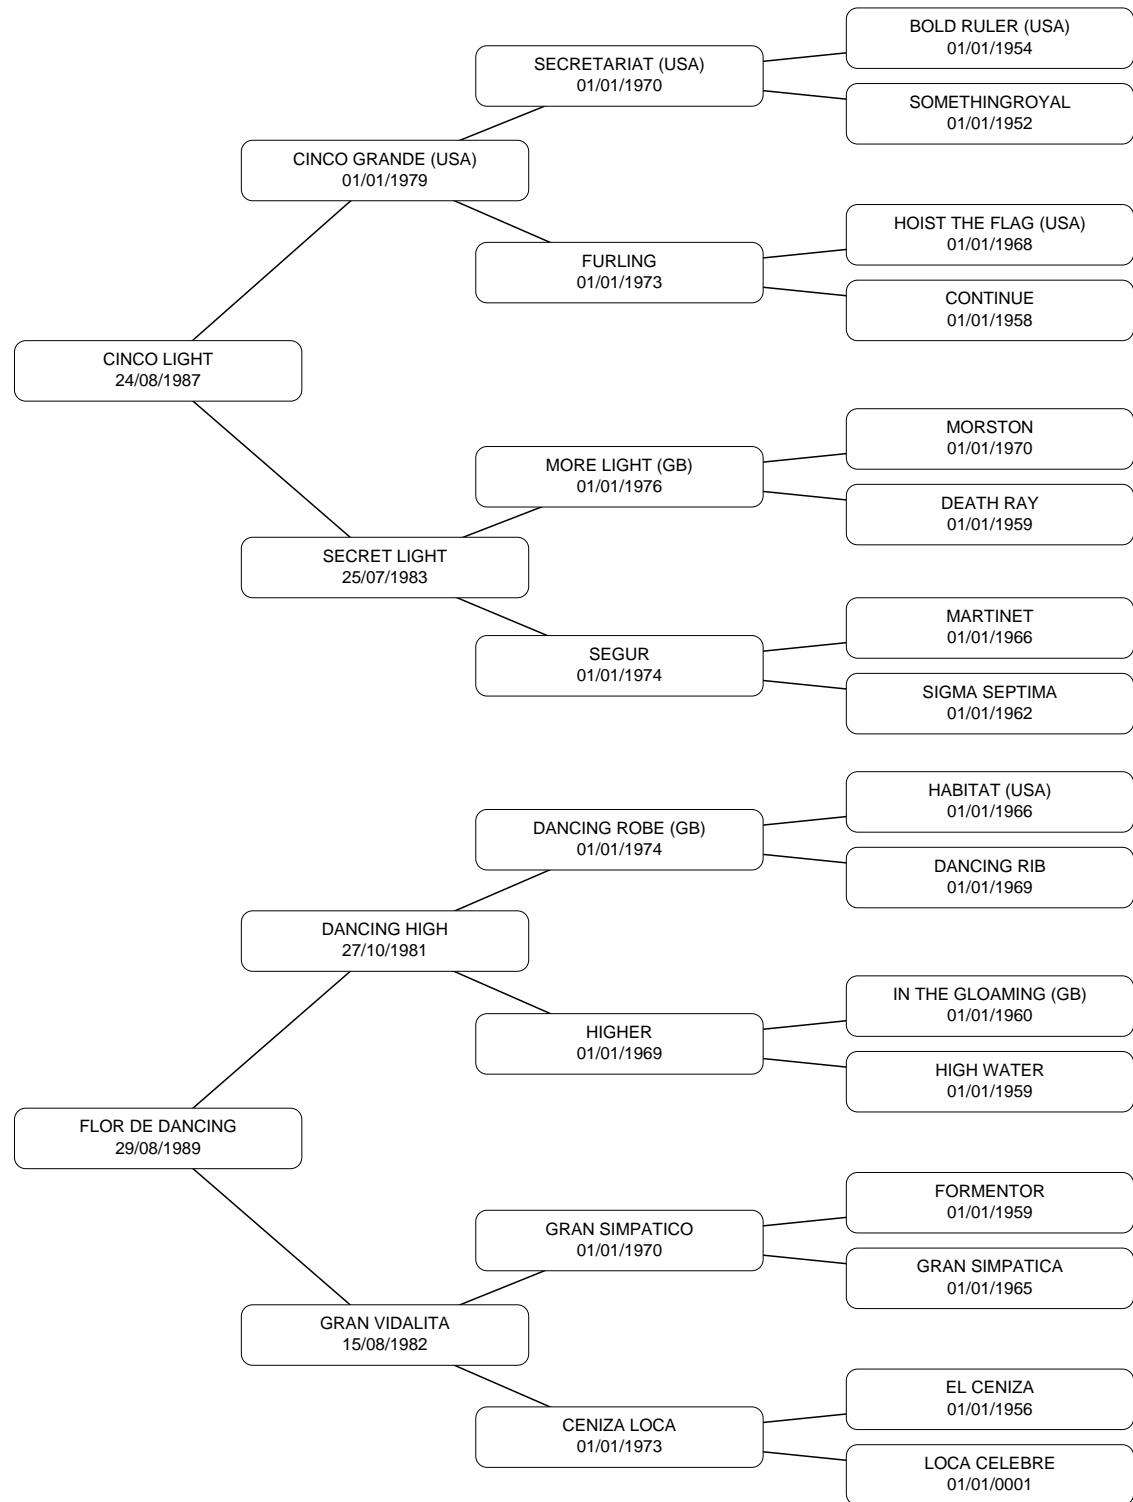 BOLD RULER (USA)
01/01/1954
SECRETARIAT (USA)
01/01/1970
SOMETHINGROYAL
01/01/1952
CINCO GRANDE (USA)
01/01/1979
HOIST THE FLAG (USA)
01/01/1968
FURLING
01/01/1973
CONTINUE
01/01/1958
CINCO LIGHT
24/08/1987
MORSTON
01/01/1970
MORE LIGHT (GB)
01/01/1976
DEATH RAY
01/01/1959
SECRET LIGHT
25/07/1983
MARTINET
01/01/1966
SEGUR
01/01/1974
SIGMA SEPTIMA
01/01/1962
HABITAT (USA)
01/01/1966
DANCING ROBE (GB)
01/01/1974
DANCING RIB
01/01/1969
DANCING HIGH
27/10/1981
IN THE GLOAMING (GB)
01/01/1960
HIGHER
01/01/1969
HIGH WATER
01/01/1959
FLOR DE DANCING
29/08/1989
FORMENTOR
01/01/1959
GRAN SIMPATICO
01/01/1970
GRAN SIMPATICA
01/01/1965
GRAN VIDALITA
15/08/1982
EL CENIZA
01/01/1956
CENIZA LOCA
01/01/1973
LOCA CELEBRE
01/01/0001